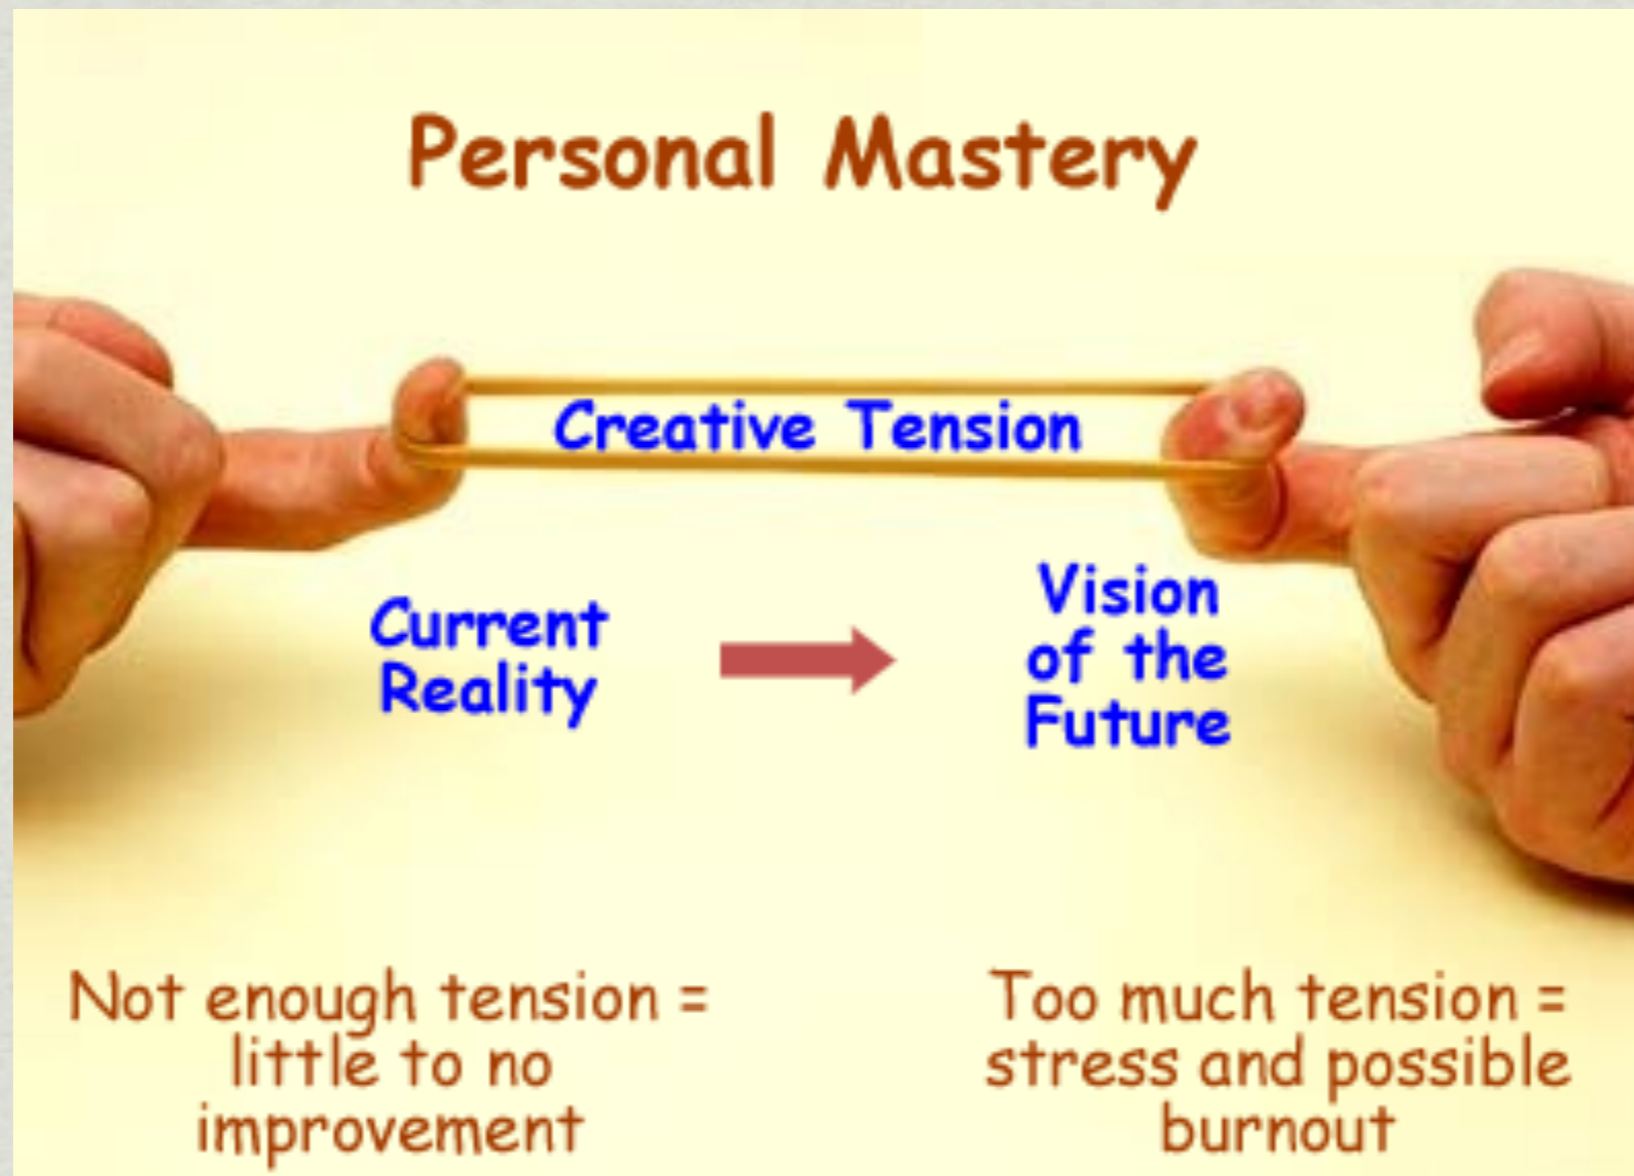 Personal Mastery
Creative Tension
Current
Reality
Vision
of the
Future
Not enough tension =
little to no
improvement
Too much tension =
stress and possible
burnout